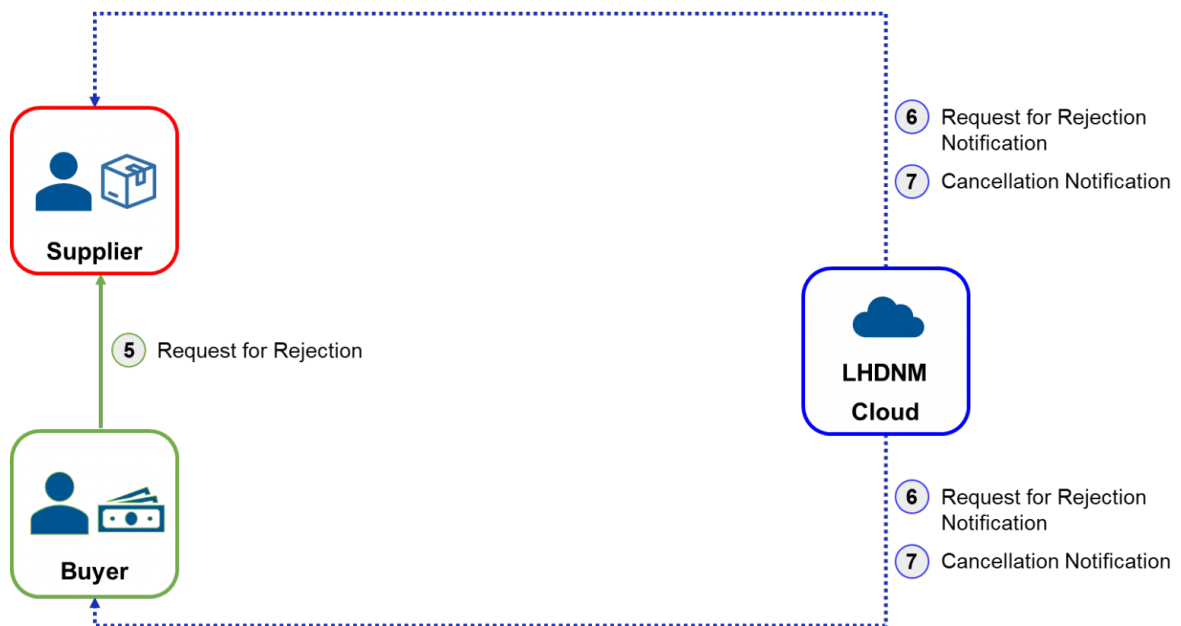 6 Request for Rejection
Notification
7 Cancellation Notification
Supplier
5 Request for Rejection
LHDNM
Cloud
6 Request for Rejection
Notification
7 Cancellation Notification
Buyer